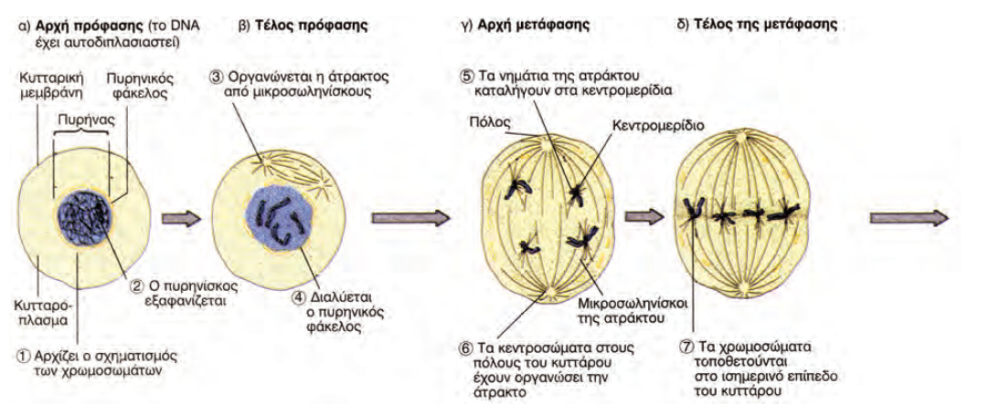 α) Αρχή πρόφασης (το DNA
έχει αυτοδιπλασιαστεί)
Κυτταρική
μεμβράνη
Πυρηνικός
φάκελος
Πυρήνας
② Ο πυρηνίσκος
εξαφανίζεται
Κυτταρό-
πλασμα
① Αρχίζει ο σχηματισμός
των χρωμοσωμάτων
β) Τέλος πρόφασης
③ Οργανώνεται η άτρακτος
από μικροσωληνίσκους
④ Διαλύεται
ο πυρηνικός
φάκελος
γ) Αρχή μετάφασης
⑤ Τα νημάτια της ατράκτου
καταλήγουν στα κεντρομερίδια
Πόλος
Κεντρομερίδιο
Μικροσωληνίσκοι
της ατράκτου
⑥ Τα κεντροσώματα στους
πόλους του κυττάρου
έχουν οργανώσει την
άτρακτο
δ) Τέλος της μετάφασης
⑦ Τα χρωμοσώματα
τοποθετούνται
στο ισημερινό επίπεδο
του κυττάρου